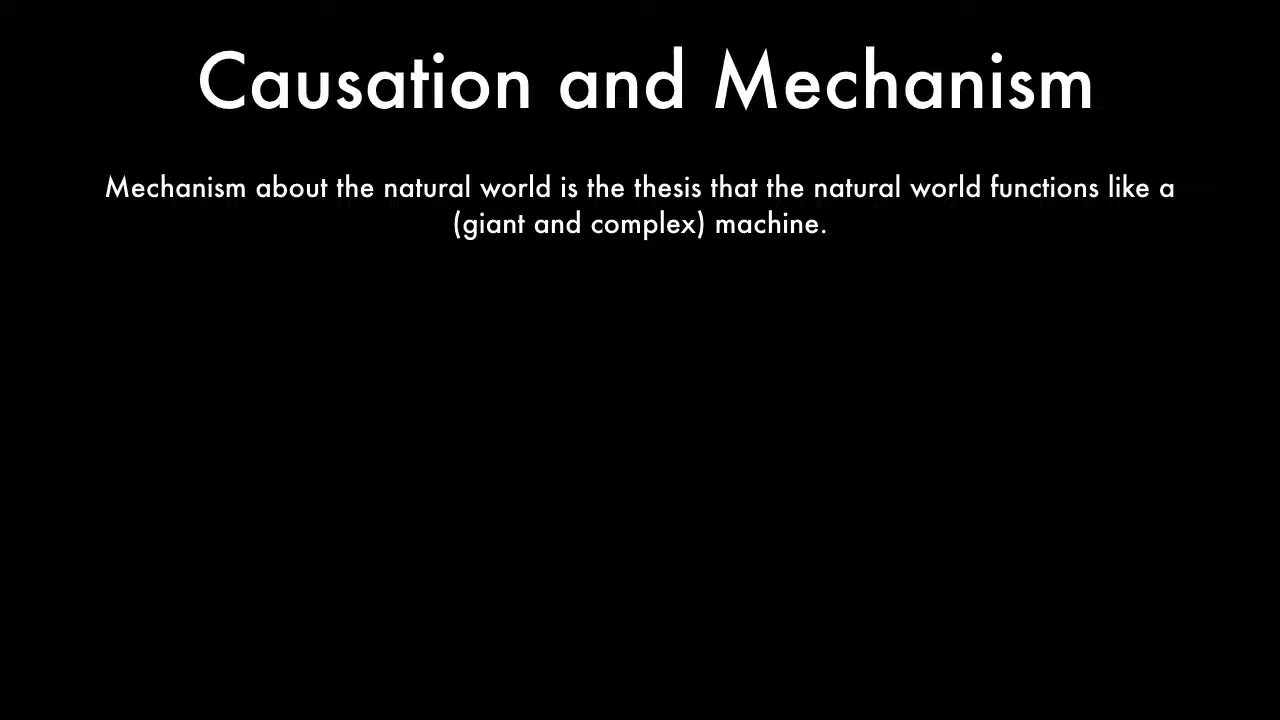 Causation and Mechanism
Mechanism about the natural world is the thesis that the natural world functions like a
(giant and complex) machine.